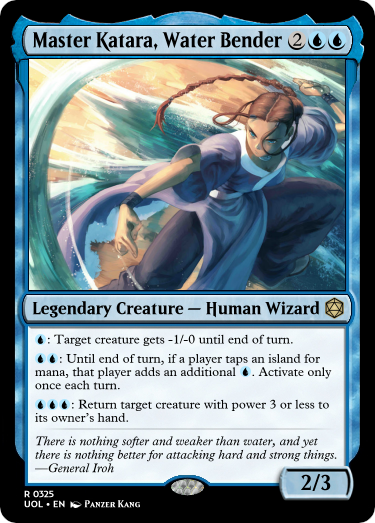 Master Katara, Water Bender 2
Legendary Creature — Human Wizard
: Target creature gets -1/-0 until end of turn.
: Until end of turn, if a player taps an island for
mana, that player adds an additional . Activate only
once each turn.
: Return target creature with power 3 or less to
its owner's hand.
There is nothing softer and weaker than water, and yet
there is nothing better for attacking hard and strong things.
—General Iroh
2/3
R 0325
UOL • EN Panzer Kang